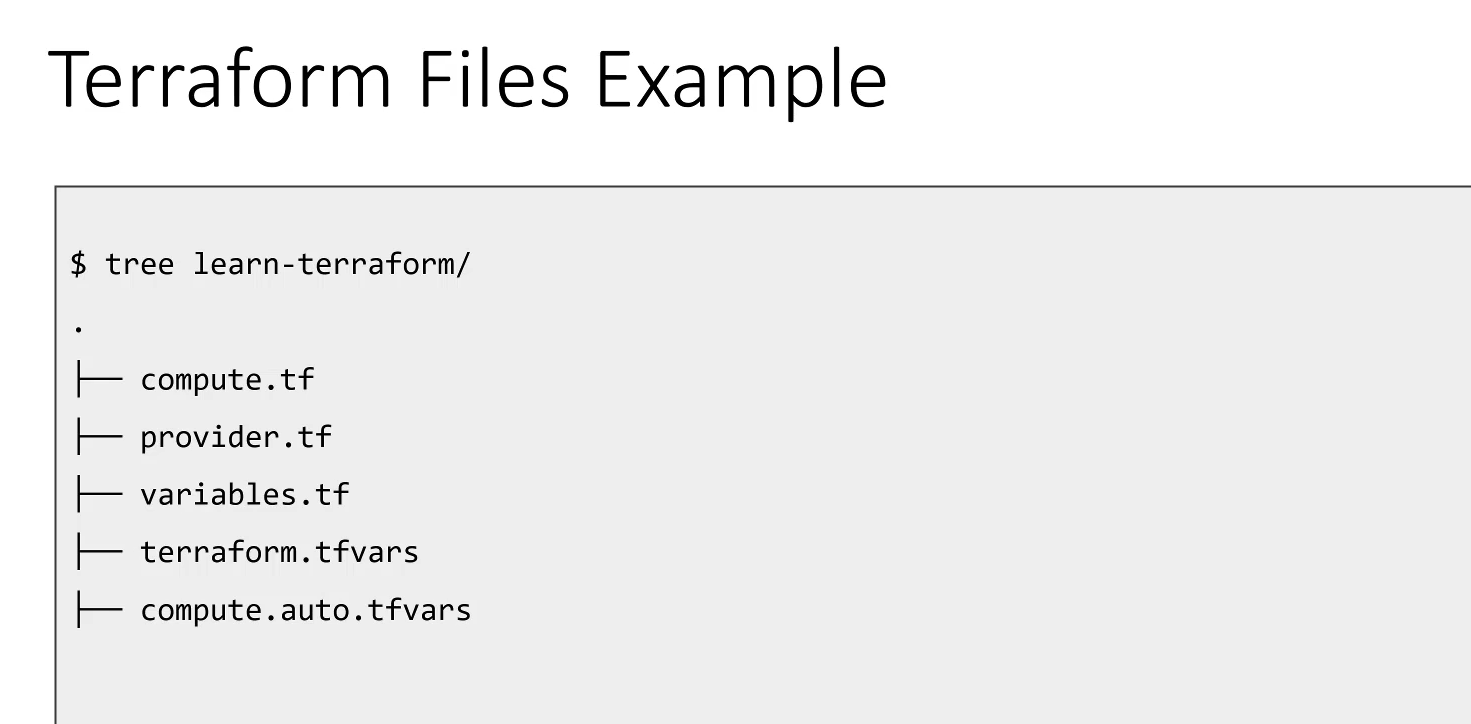 Terraform Files Example
$ tree learn-terraform/
.
├── compute.tf
├── provider.tf
├── variables.tf
├── terraform.tfvars
├── compute.auto.tfvars